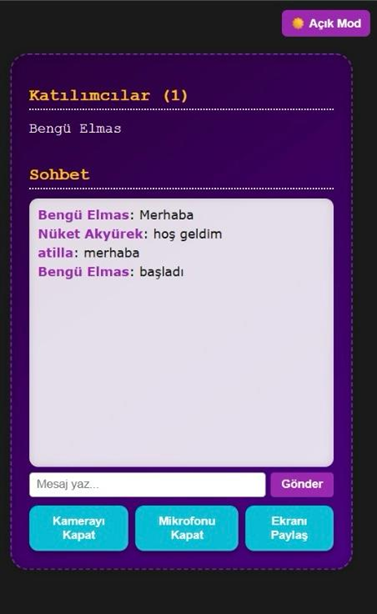 Açık Mod
Katılımcılar (1)
Bengü Elmas
Sohbet
Bengü Elmas: Merhaba
Nüket Akyürek: hoş geldim
atilla: merhaba
Bengü Elmas: başladı
Mesaj yaz...
Gönder
Kamerayı
Kapat
Mikrofonu
Kapat
Ekranı
Paylaş